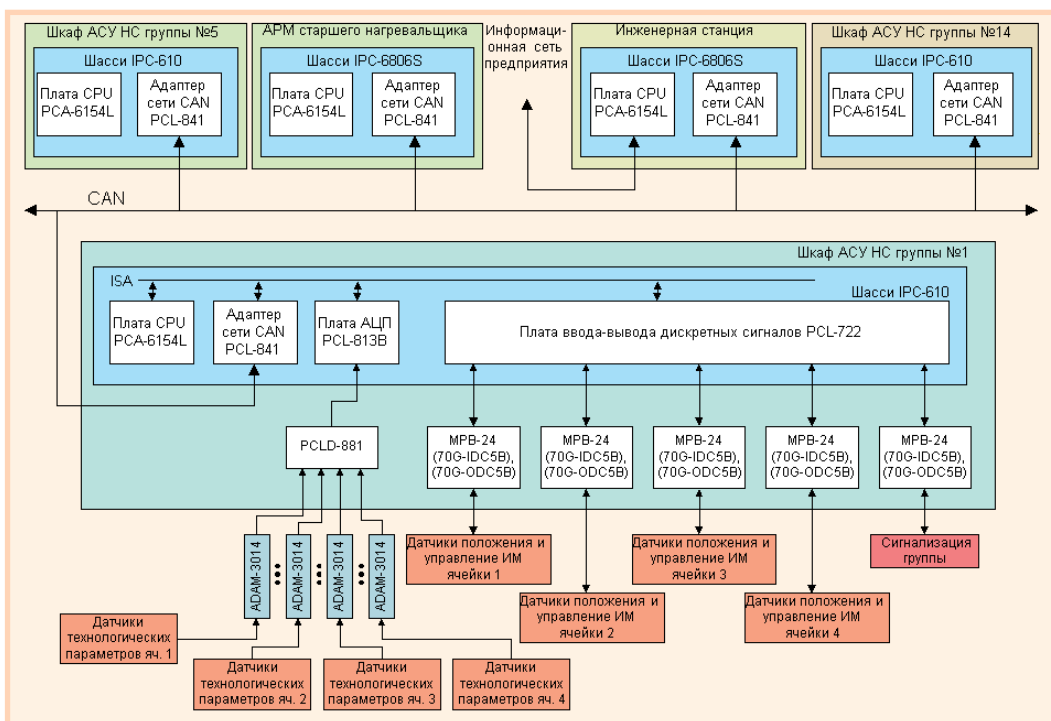 Шкаф АСУ НС группы №5
Шасси IPC-610
Плата CPU
PCA-6154L
Адаптер
сети CAN
PCL-841
АРМ старшего нагревальщика
Шасси IPC-6806S
Плата CPU
PCA-6154L
Адаптер
сети CAN
PCL-841
Информаци-
онная сеть
предприятия
Инженерная станция
Шасси IPC-6806S
Плата CPU
PCA-6154L
Адаптер
сети CAN
PCL-841
Шкаф АСУ НС группы №14
Шасси IPC-610
Плата CPU
PCA-6154L
Адаптер
сети CAN
PCL-841
CAN
Шкаф АСУ НС группы №1
ISA
Шасси IPC-610
Плата CPU
PCA-6154L
Адаптер
сети CAN
PCL-841
Плата АЦП
PCL-813B
Плата ввода-вывода дискретных сигналов PCL-722
PCLD-881
МРВ-24
(70G-IDC5B),
(70G-ODC5B)
МРВ-24
(70G-IDC5B),
(70G-ODC5B)
МРВ-24
(70G-IDC5B),
(70G-ODC5B)
МРВ-24
(70G-IDC5B),
(70G-ODC5B)
МРВ-24
(70G-IDC5B),
(70G-ODC5B)
ADAM-3014
ADAM-3014
ADAM-3014
ADAM-3014
Датчики положения и
управление ИМ
ячейки 1
Датчики положения и
управление ИМ
ячейки 2
Датчики положения и
управление ИМ
ячейки 3
Датчики положения и
управление ИМ
ячейки 4
Сигнализация
группы
Датчики
технологических
параметров яч. 1
Датчики
технологических
параметров яч. 2
Датчики
технологических
параметров яч. 3
Датчики
технологических
параметров яч. 4